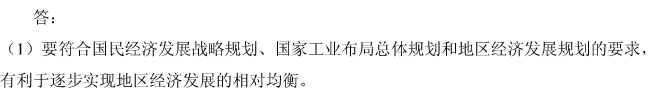 答：
（1）要符合国民经济发展战略规划、国家工业布局总体规划和地区经济发展规划的要求，
有利于逐步实现地区经济发展的相对均衡。